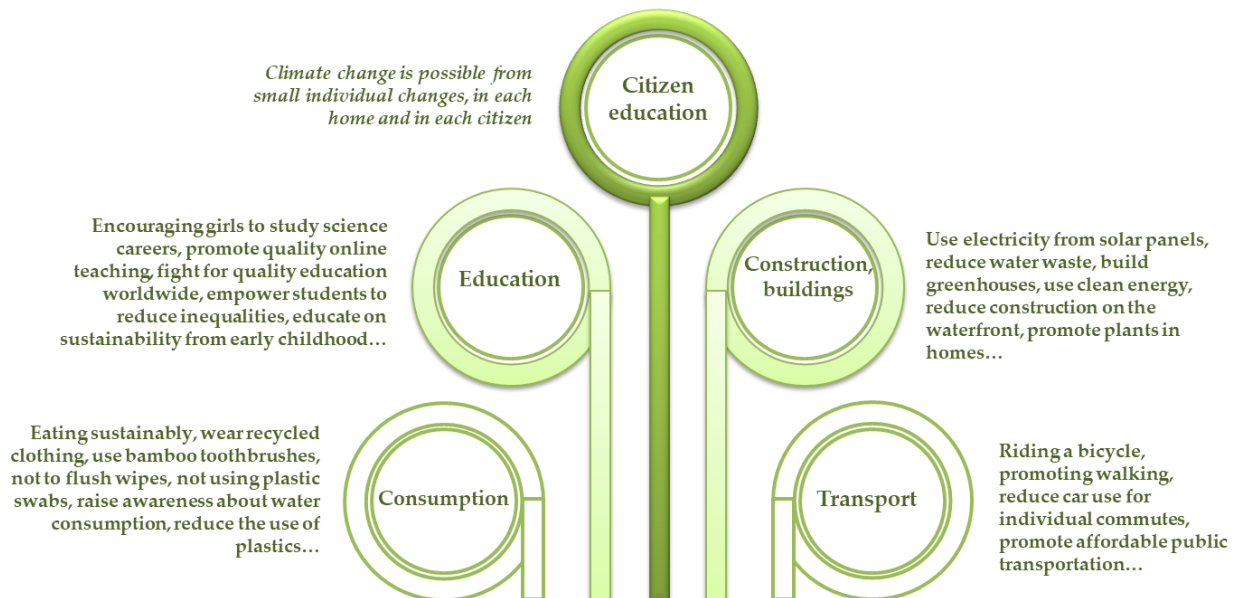 Climate change is possible from
small individual changes, in each
home and in each citizen
Citizen
education
Encouraging girls to study science
careers, promote quality online
teaching, fight for quality education
worldwide, empower students to
reduce inequalities, educate on
sustainability from early childhood…
Education
Construction,
buildings
Use electricity from solar panels,
reduce water waste, build
greenhouses, use clean energy,
reduce construction on the
waterfront, promote plants in
homes…
Eating sustainably, wear recycled
clothing, use bamboo toothbrushes,
not to flush wipes, not using plastic
swabs, raise awareness about water
consumption, reduce the use of
plastics…
Consumption
Transport
Riding a bicycle,
promoting walking,
reduce car use for
individual commutes,
promote affordable public
transportation…